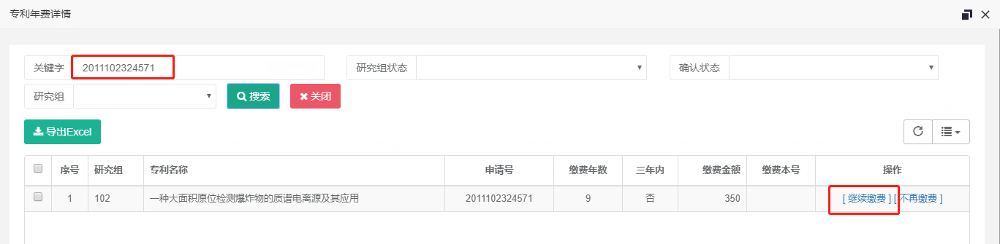 专利年费详情
关键字 2011102324571 研究组状态 确认状态
研究组 搜索 关闭
导出Excel
序号 研究组 专利名称 申请号 缴费年数 三年内 缴费金额 缴费本号 操作
1 102 一种大面积原位检测爆炸物的质谱电离源及其应用 2011102324571 9 否 350 [ 继续缴费 ] [ 不再缴费 ]